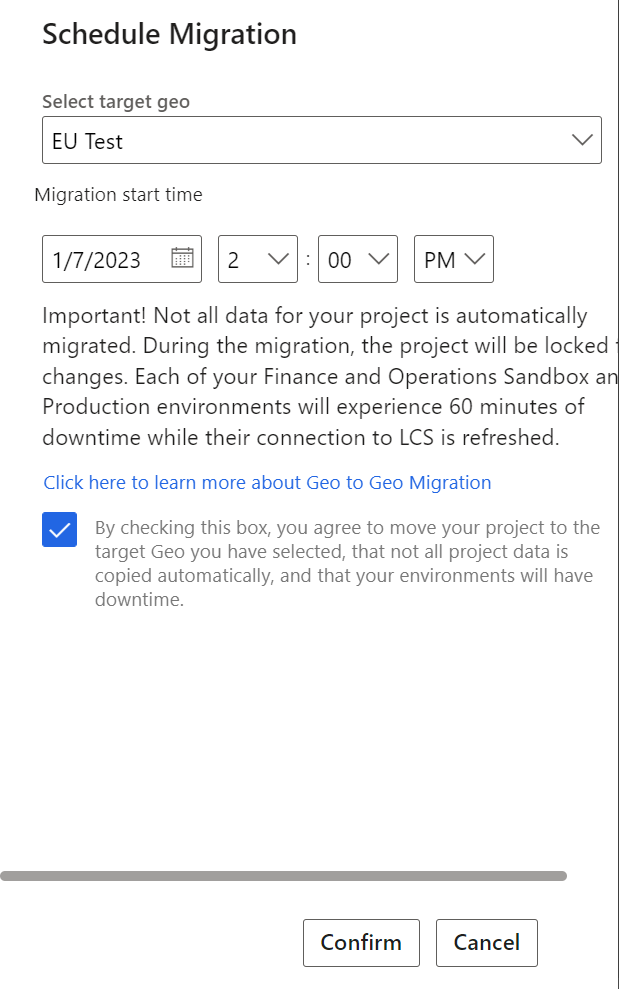 Schedule Migration
Select target geo
EU Test
Migration start time
1/7/2023 2 : 00 PM
Important! Not all data for your project is automatically
migrated. During the migration, the project will be locked
changes. Each of your Finance and Operations Sandbox an
Production environments will experience 60 minutes of
downtime while their connection to LCS is refreshed.
Click here to learn more about Geo to Geo Migration
By checking this box, you agree to move your project to the
target Geo you have selected, that not all project data is
copied automatically, and that your environments will have
downtime.
Confirm Cancel